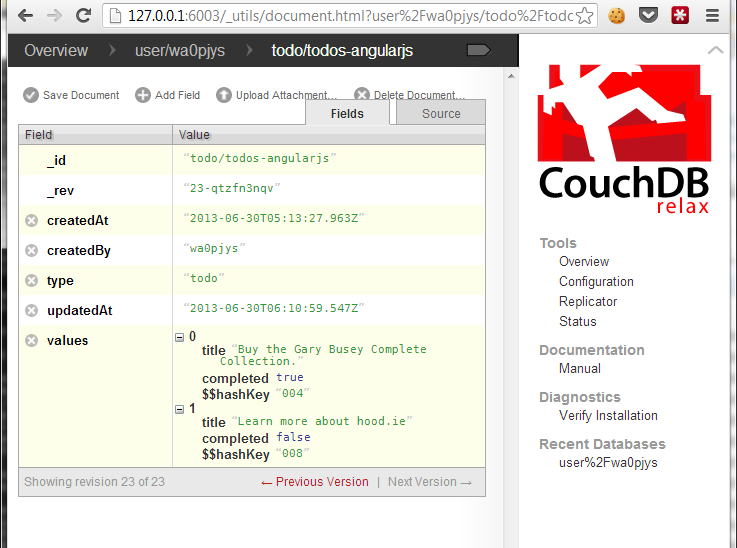 127.0.0.1:6003/_utils/document.html?user%2Fwa0pjys/todo%2Ftodo
Overview user/wa0pjys todo/todos-angularjs
Save Document Add Field Upload Attachment... Delete Document...
Fields Source
Field Value
_id "todo/todos-angularjs"
_rev "23-qtzfn3nqv"
createdAt "2013-06-30T05:13:27.963Z"
createdBy "wa0pjys"
type "todo"
updatedAt "2013-06-30T06:10:59.547Z"
values 0
title "Buy the Gary Busey Complete
Collection."
completed true
$$hashKey "004"
1
title "Learn more about hood.ie"
completed false
$$hashKey "008"
Showing revision 23 of 23 ← Previous Version | Next Version →
CouchDB
relax
Tools
Overview
Configuration
Replicator
Status
Documentation
Manual
Diagnostics
Verify Installation
Recent Databases
user%2Fwa0pjys